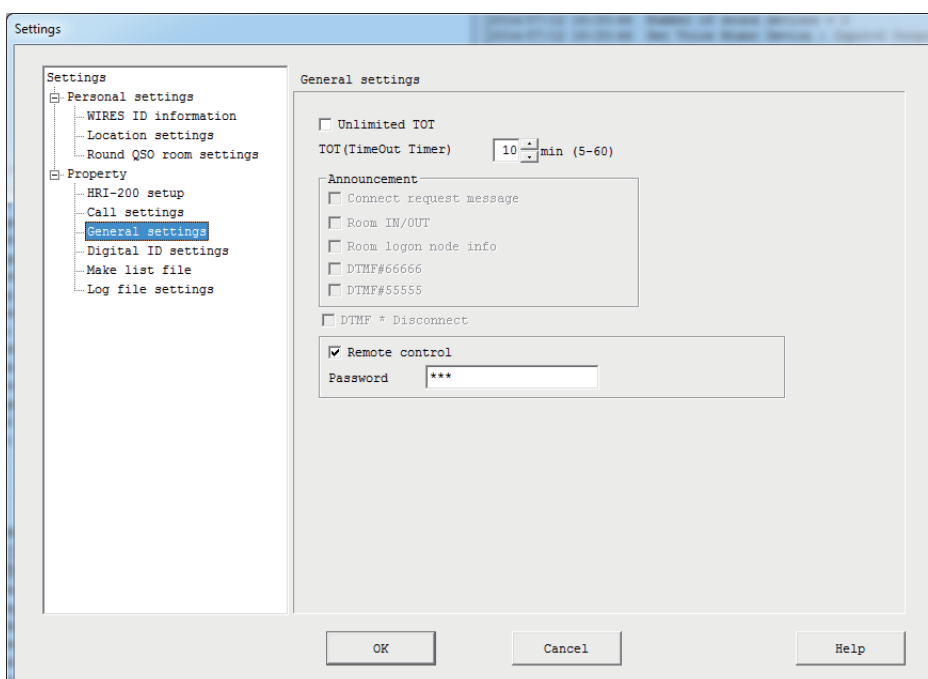 Settings
Settings
Personal settings
WIRES ID information
Location settings
Round QSO room settings
Property
HRI-200 setup
Call settings
General settings
Digital ID settings
Make list file
Log file settings
General settings
Unlimited TOT
TOT(TimeOut Timer) 10 min (5-60)
Announcement
Connect request message
Room IN/OUT
Room logon node info
DTMF#66666
DTMF#55555
DTMF * Disconnect
Remote control
Password ***
OK Cancel Help